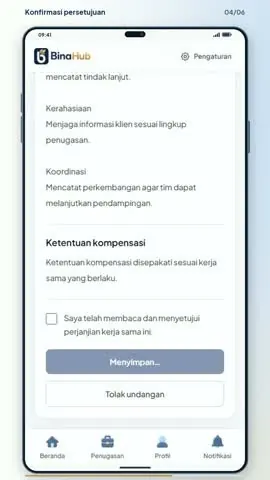 Konfirmasi persetujuan
04/06
09:41
BinaHub
Pengaturan
mencatat tindak lanjut.
Kerahasiaan
Menjaga informasi klien sesuai lingkup
penugasan.
Koordinasi
Mencatat perkembangan agar tim dapat
melanjutkan pendampingan.
Ketentuan kompensasi
Ketentuan kompensasi disepakati sesuai kerja
sama yang berlaku.
Saya telah membaca dan menyetujui
perjanjian kerja sama ini.
Menyimpan...
Tolak undangan
Beranda
Penugasan
Profil
Notifikasi